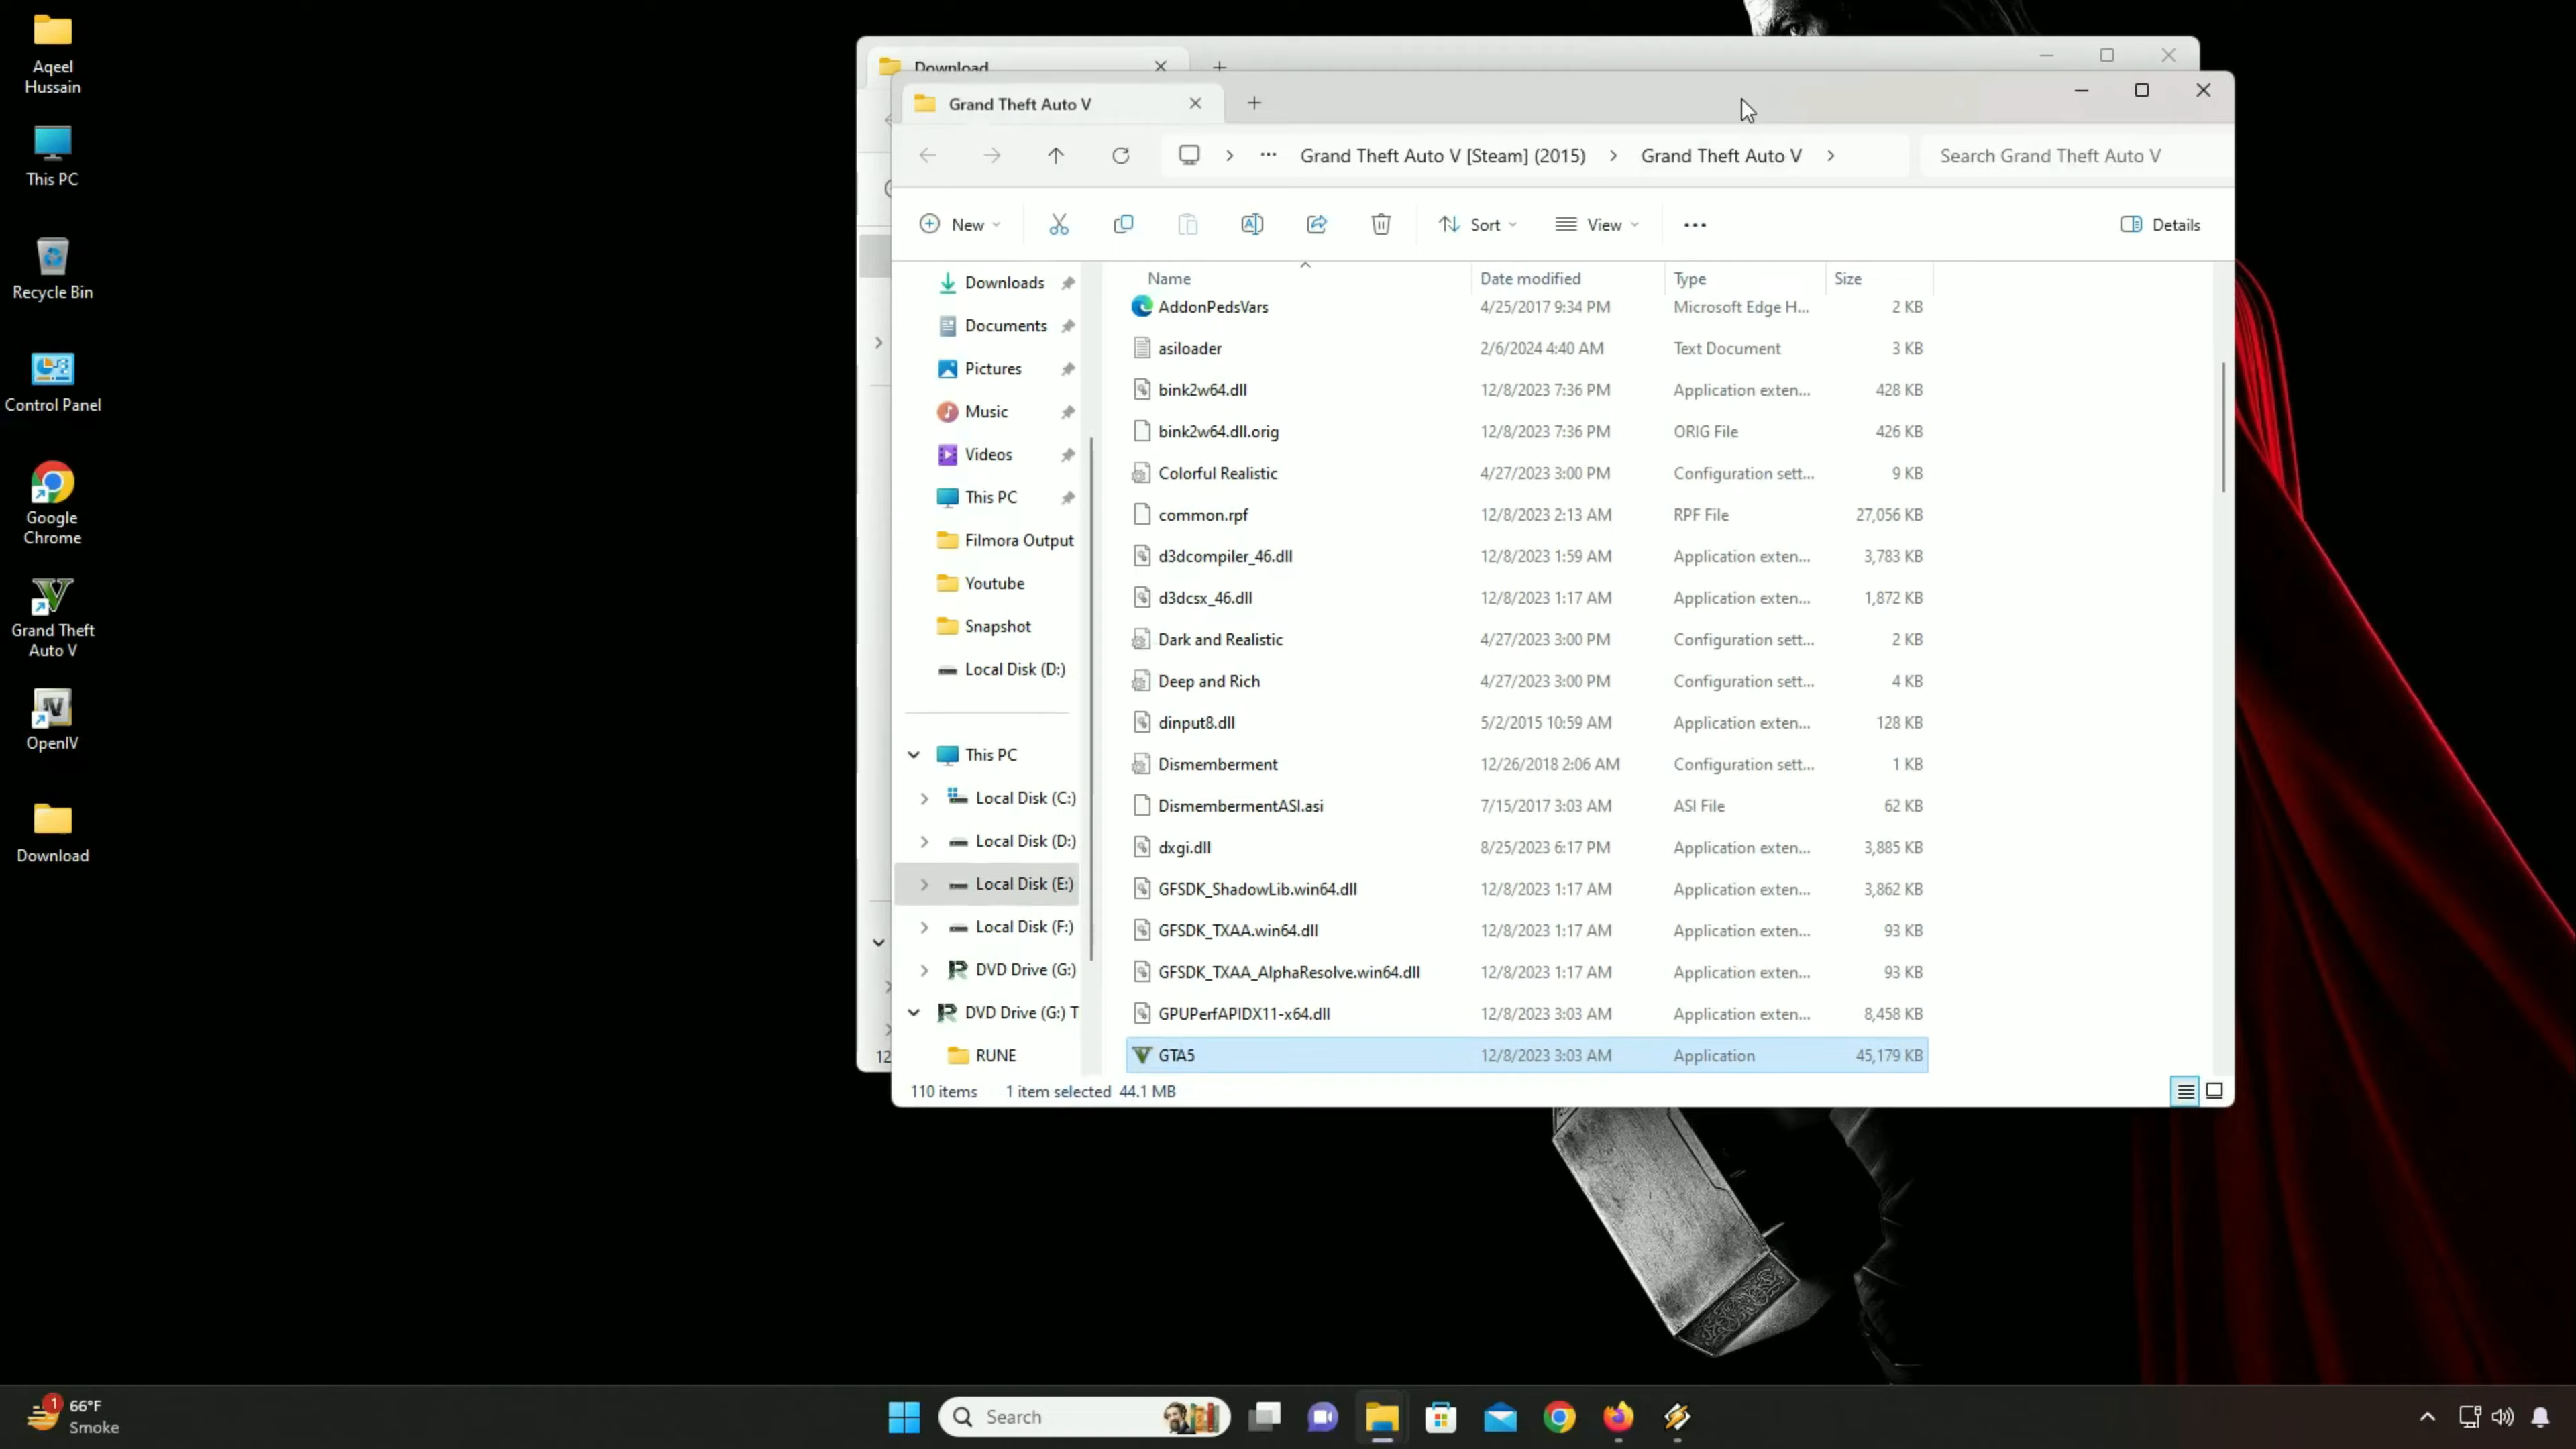 Aqeel
Hussain
This PC
Recycle Bin
Control Panel
Google
Chrome
Grand Theft
Auto V
OpenIV
Download
Download
Grand Theft Auto V
Grand Theft Auto V [Steam] (2015) Grand Theft Auto V Search Grand Theft Auto V
New Sort View Details
Downloads
Documents
Pictures
Music
Videos
This PC
Filmora Output
Youtube
Snapshot
Local Disk (D:)
This PC
Local Disk (C:)
Local Disk (D:)
Local Disk (E:)
Local Disk (F:)
DVD Drive (G:)
DVD Drive (G:) T
RUNE
Name Date modified Type Size
AddonPedsVars 4/25/2017 9:34 PM Microsoft Edge H... 2 KB
asiloader 2/6/2024 4:40 AM Text Document 3 KB
bink2w64.dll 12/8/2023 7:36 PM Application exten... 428 KB
bink2w64.dll.orig 12/8/2023 7:36 PM ORIG File 426 KB
Colorful Realistic 4/27/2023 3:00 PM Configuration sett... 9 KB
common.rpf 12/8/2023 2:13 AM RPF File 27,056 KB
d3dcompiler_46.dll 12/8/2023 1:59 AM Application exten... 3,783 KB
d3dcsx_46.dll 12/8/2023 1:17 AM Application exten... 1,872 KB
Dark and Realistic 4/27/2023 3:00 PM Configuration sett... 2 KB
Deep and Rich 4/27/2023 3:00 PM Configuration sett... 4 KB
dinput8.dll 5/2/2015 10:59 AM Application exten... 128 KB
Dismemberment 12/26/2018 2:06 AM Configuration sett... 1 KB
DismembermentASI.asi 7/15/2017 3:03 AM ASI File 62 KB
dxgi.dll 8/25/2023 6:17 PM Application exten... 3,885 KB
GFSDK_ShadowLib.win64.dll 12/8/2023 1:17 AM Application exten... 3,862 KB
GFSDK_TXAA.win64.dll 12/8/2023 1:17 AM Application exten... 93 KB
GFSDK_TXAA_AlphaResolve.win64.dll 12/8/2023 1:17 AM Application exten... 93 KB
GPUPerfAPIDX11-x64.dll 12/8/2023 3:03 AM Application exten... 8,458 KB
GTA5 12/8/2023 3:03 AM Application 45,179 KB
12
110 items 1 item selected 44.1 MB
1
66°F
Smoke
Search